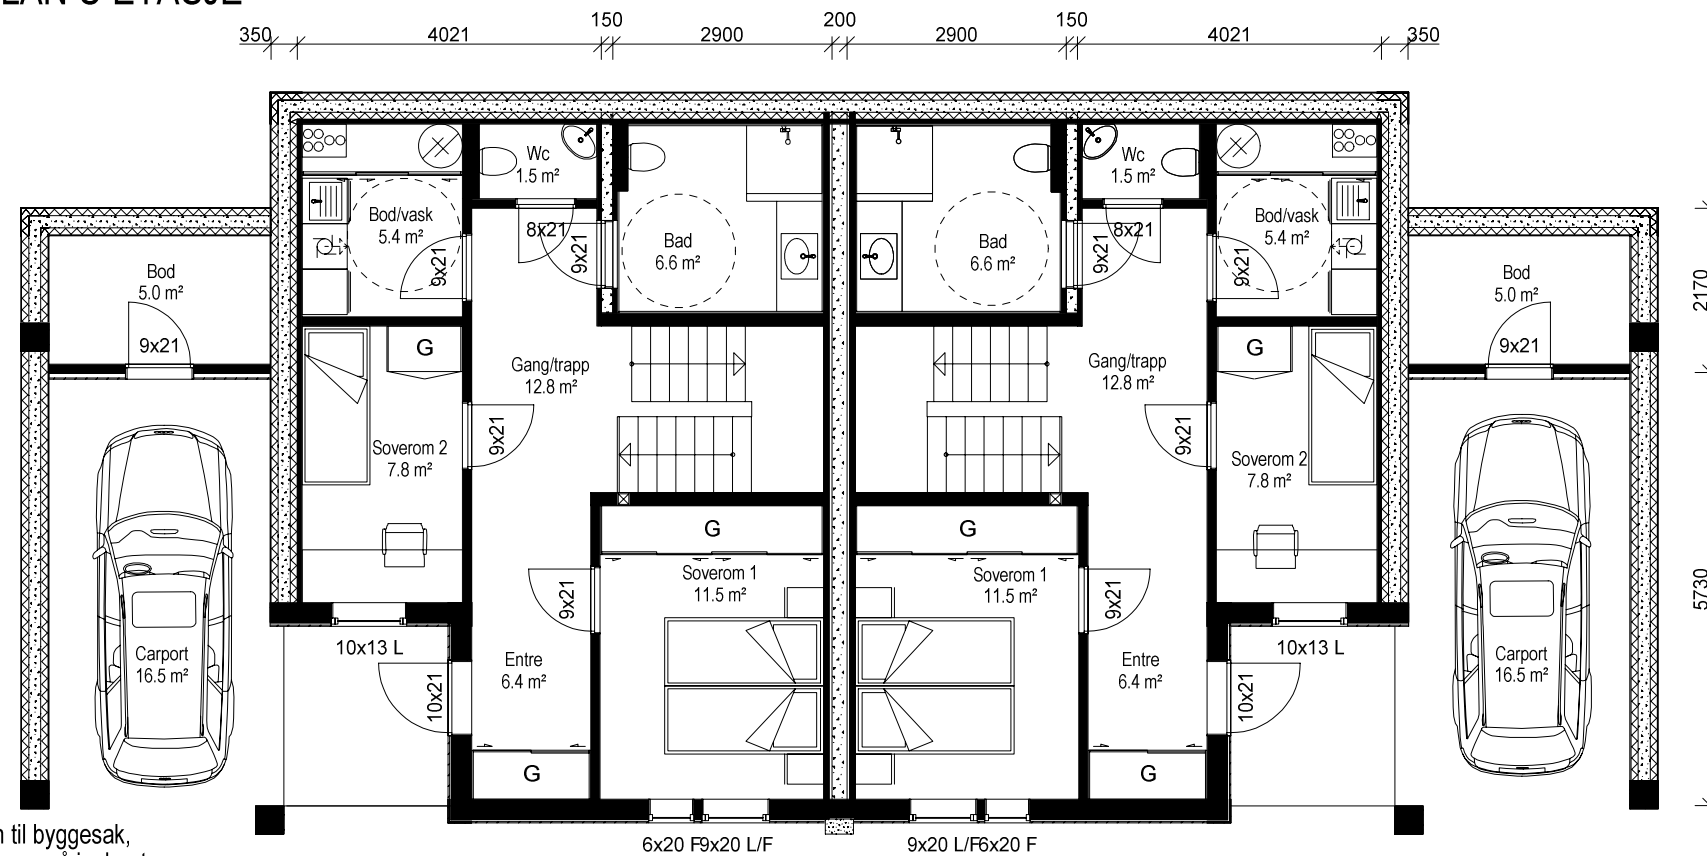 350 4021 150 2900 200 2900 150 4021 350
Wc
1.5 m²
Wc
1.5 m²
Bod/vask
5.4 m²
8x21
9x21
9x21
Bad
6.6 m²
Bad
6.6 m²
9x21
8x21
9x21
Bod/vask
5.4 m²
Bod
5.0 m²
9x21
Bod
5.0 m²
9x21
2170
G
Gang/trapp
12.8 m²
Gang/trapp
12.8 m²
G
Soverom 2
7.8 m²
9x21
9x21
Soverom 2
7.8 m²
G
G
Soverom 1
11.5 m²
Soverom 1
11.5 m²
9x21
9x21
5730
10x13 L
10x13 L
Carport
16.5 m²
Entre
6.4 m²
Entre
6.4 m²
Carport
16.5 m²
10x21
10x21
G
G
6x20 F 9x20 L/F
9x20 L/F 6x20 F
til byggesak,